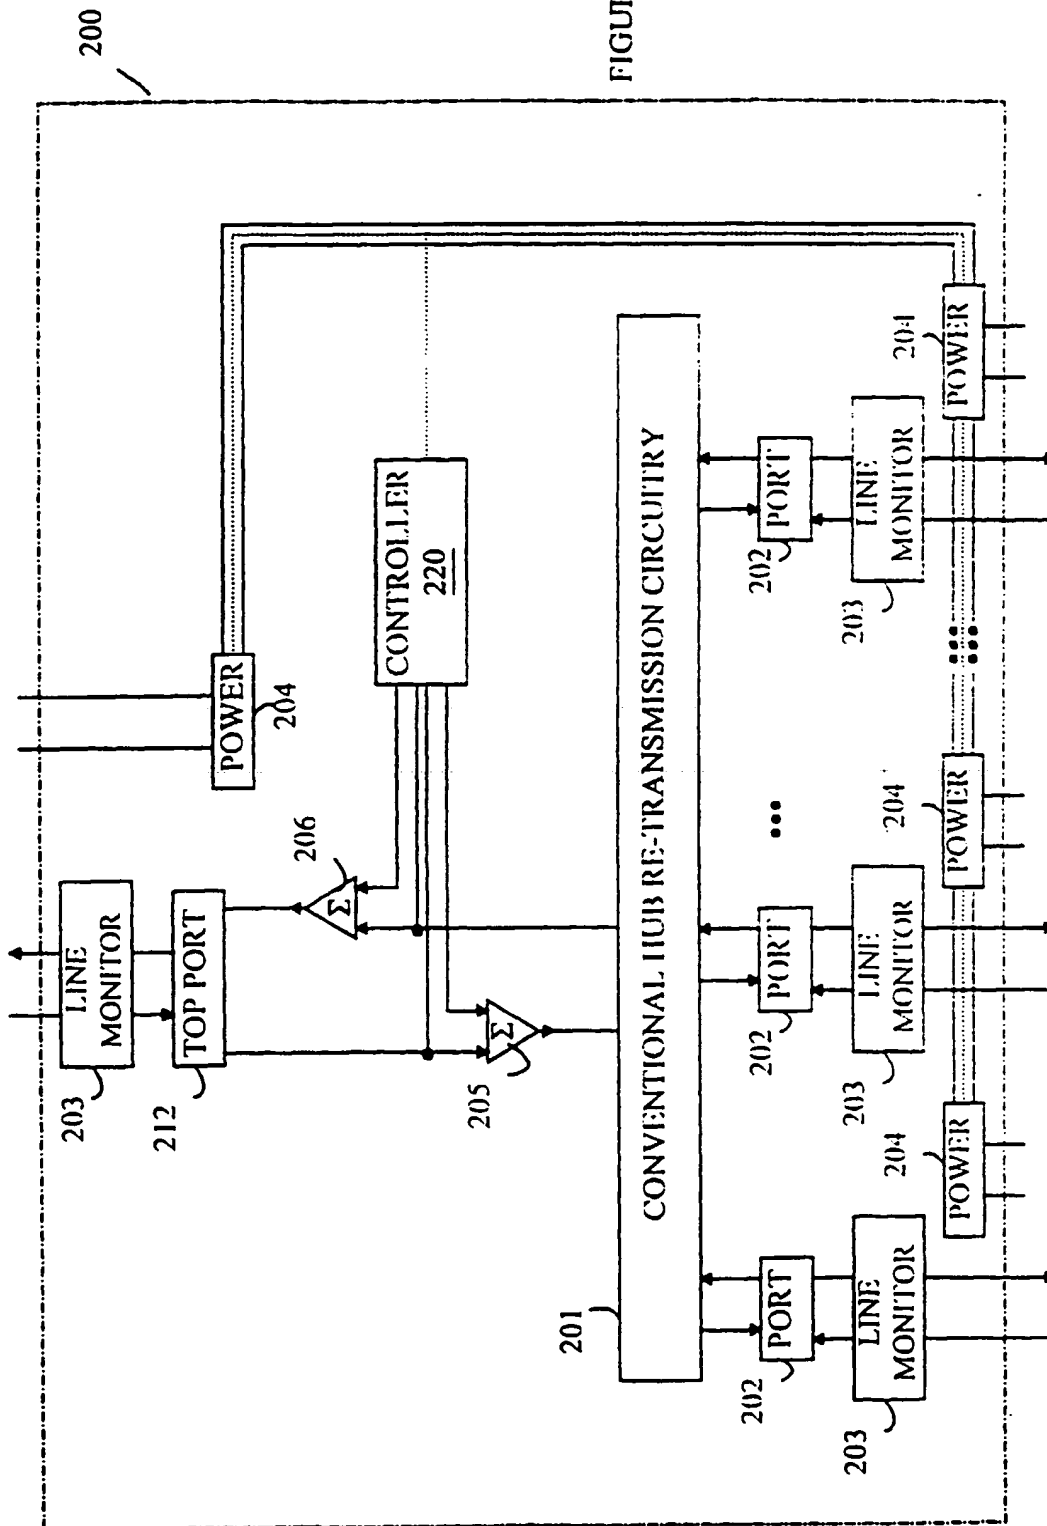 200
LINE
MONITOR
203
TOP PORT
212
POWER
204
206
Σ
CONTROLLER
220
205
Σ
201
CONVENTIONAL HUB RE-TRANSMISSION CIRCUITRY
PORT
202
PORT
202
•••
PORT
202
LINE
MONITOR
203
LINE
MONITOR
203
LINE
MONITOR
203
204
POWER
204
POWER
204
POWER